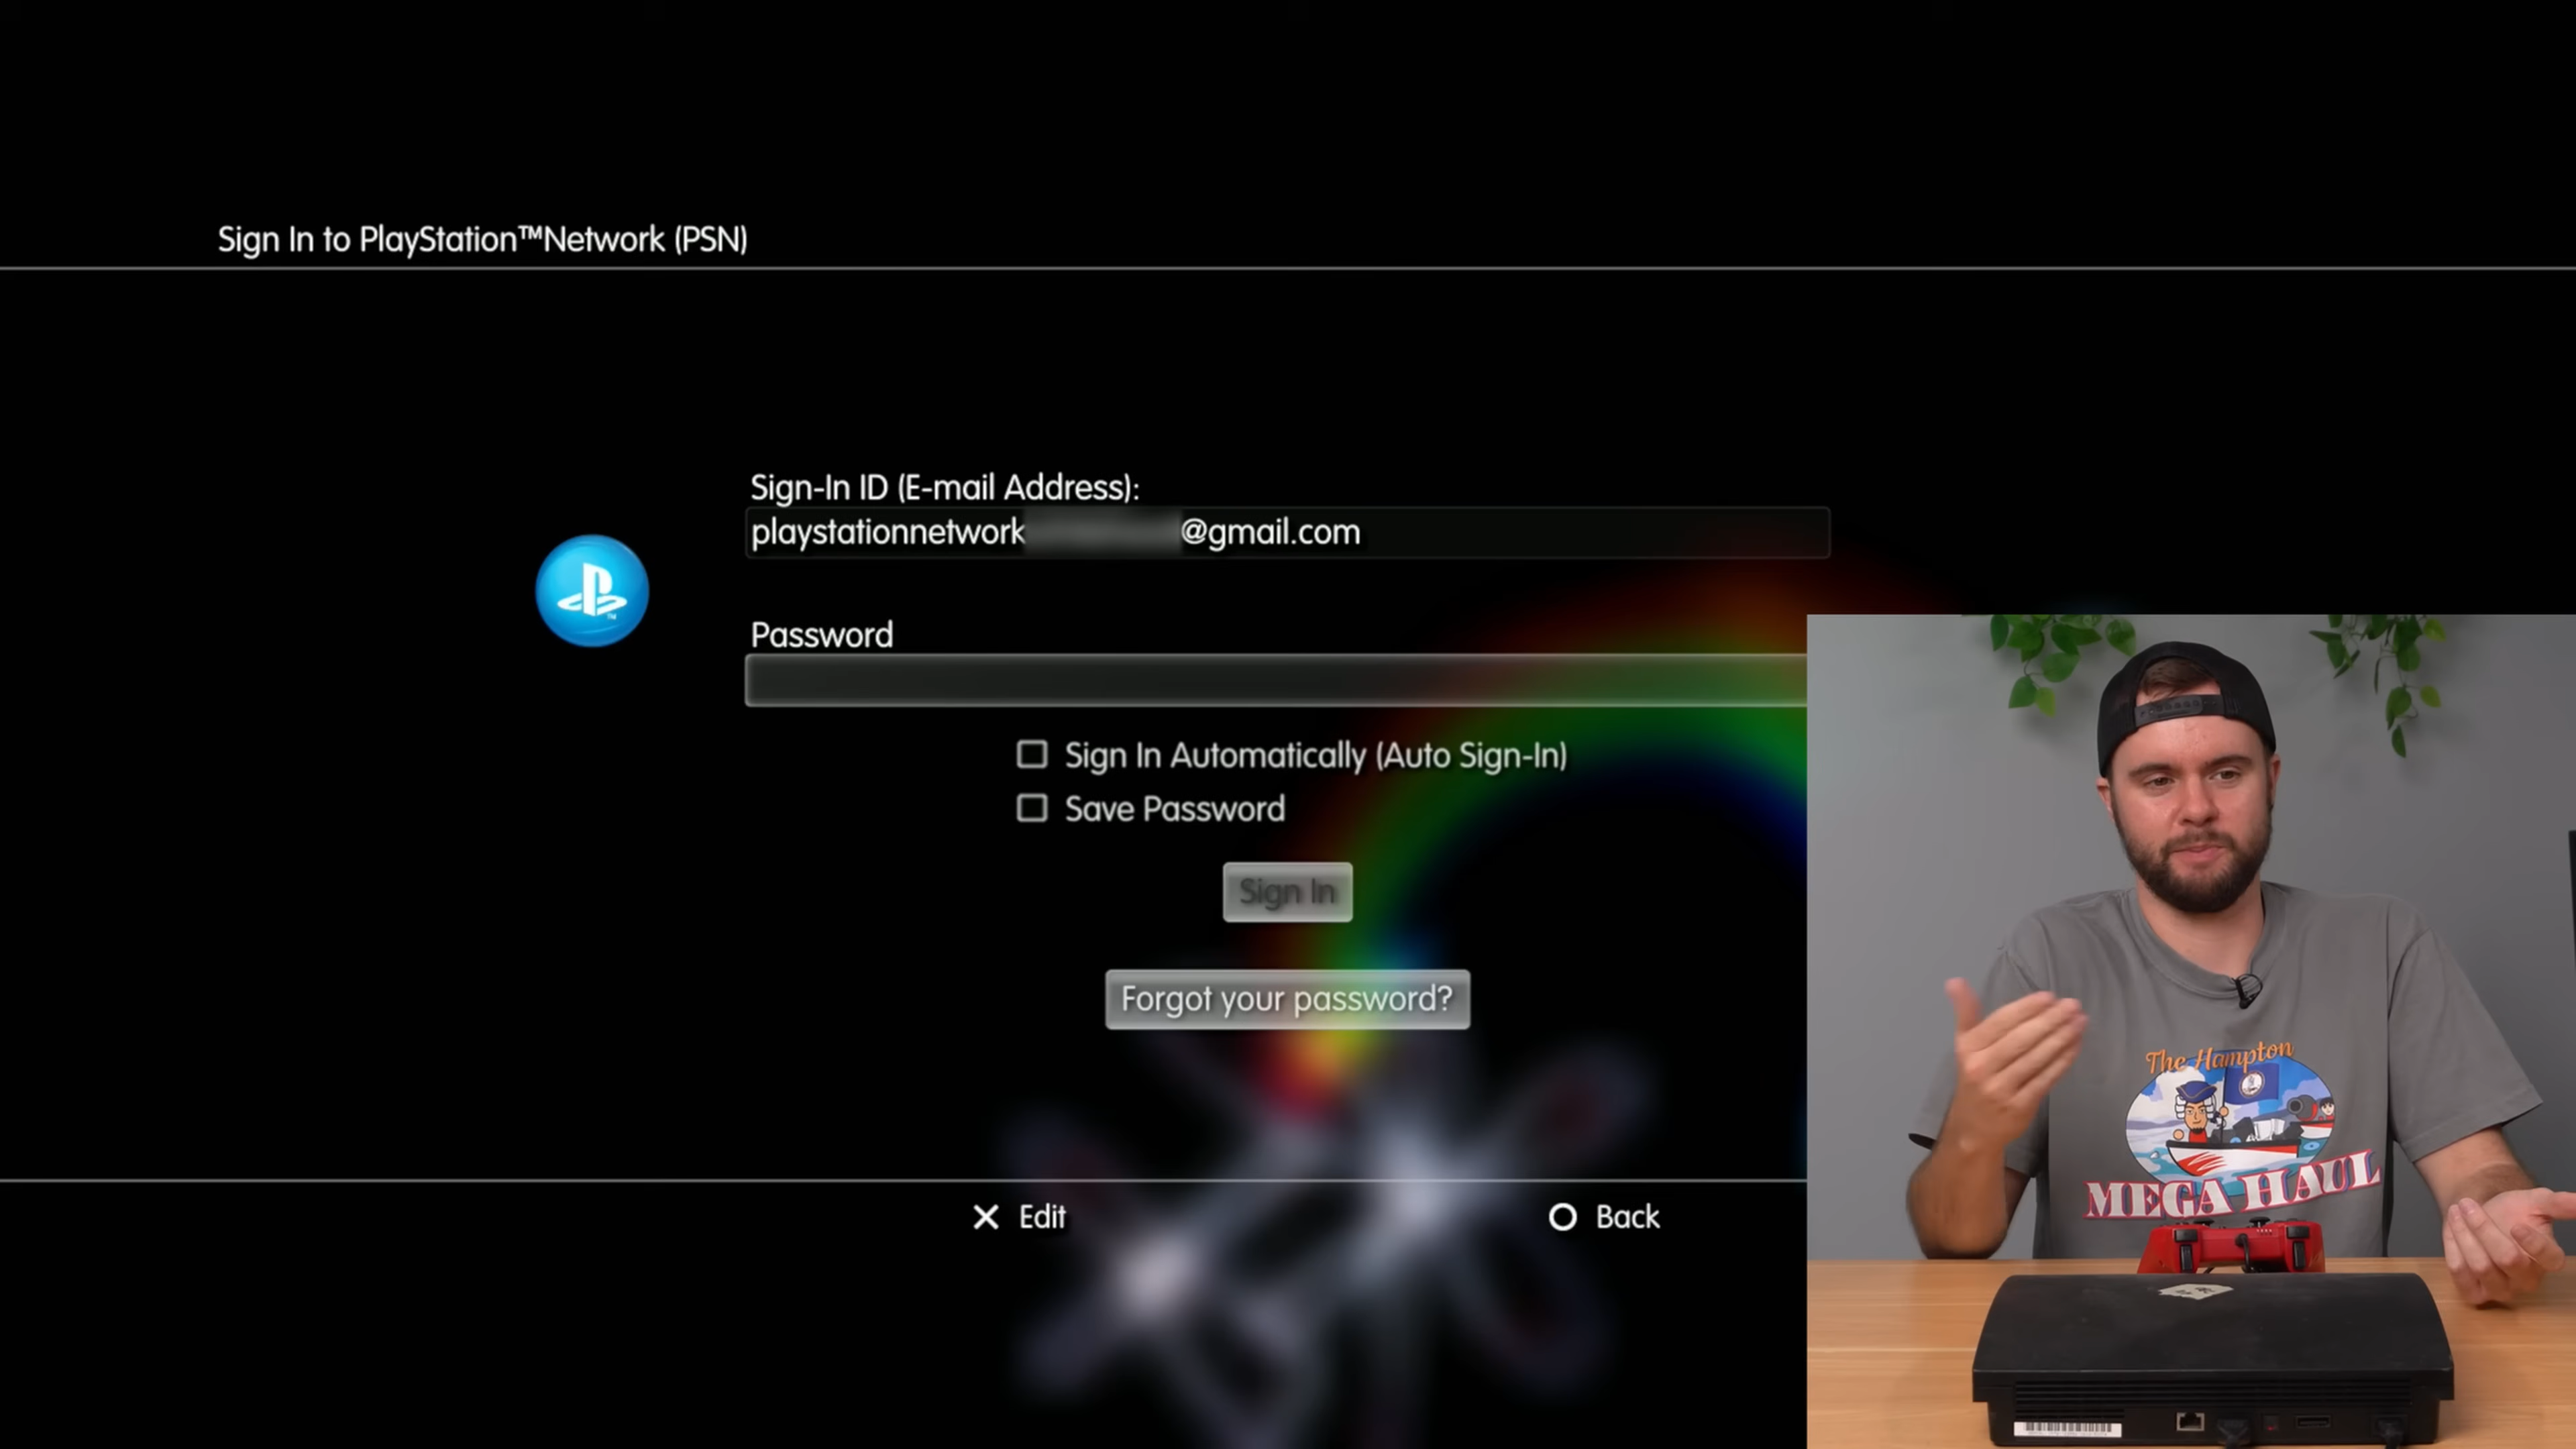 Sign In to PlayStation™Network (PSN)
Sign-In ID (E-mail Address):
playstationnetwork @gmail.com
Password
Sign In Automatically (Auto Sign-In)
Save Password
Sign In
Forgot your password?
Edit
Back
The Hampton
MEGA HAUL